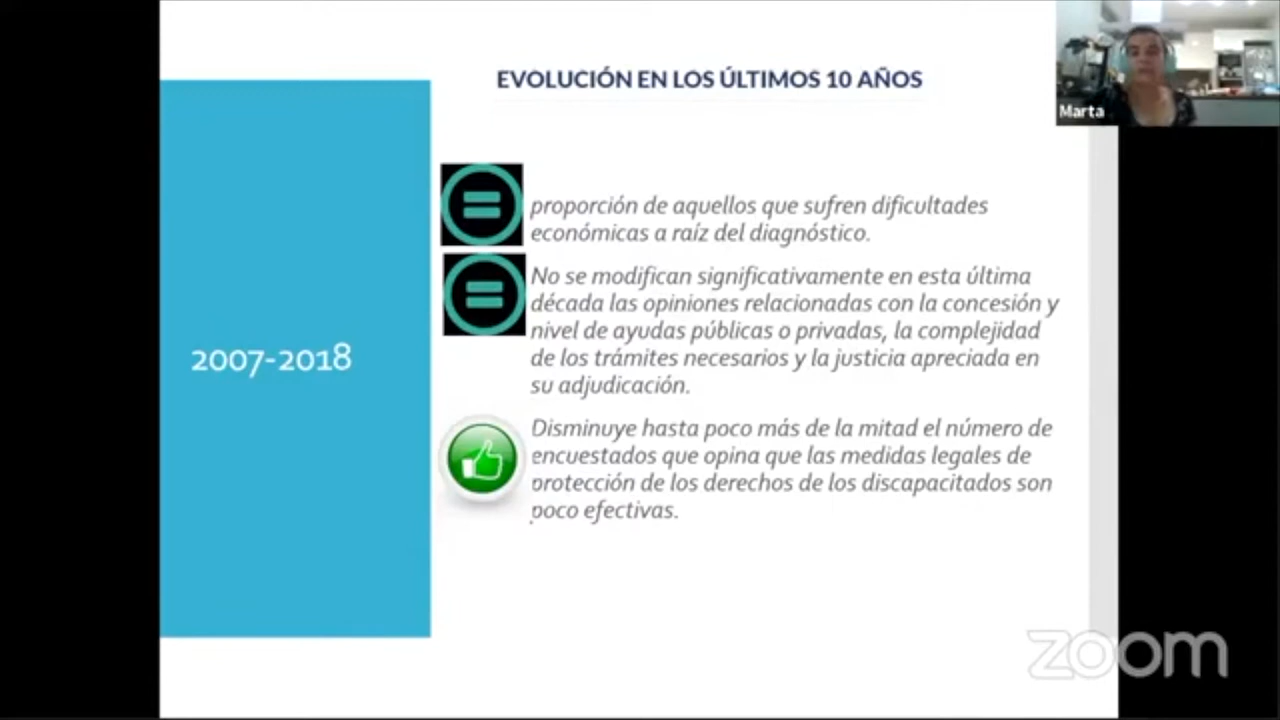 EVOLUCIÓN EN LOS ÚLTIMOS 10 AÑOS
Marta
proporción de aquellos que sufren dificultades
económicas a raíz del diagnóstico.
No se modifican significativamente en esta última
década las opiniones relacionadas con la concesión y
nivel de ayudas públicas o privadas, la complejidad
de los trámites necesarios y la justicia apreciada en
su adjudicación.
2007-2018
Disminuye hasta poco más de la mitad el número de
encuestados que opina que las medidas legales de
protección de los derechos de los discapacitados son
poco efectivas.
zoom